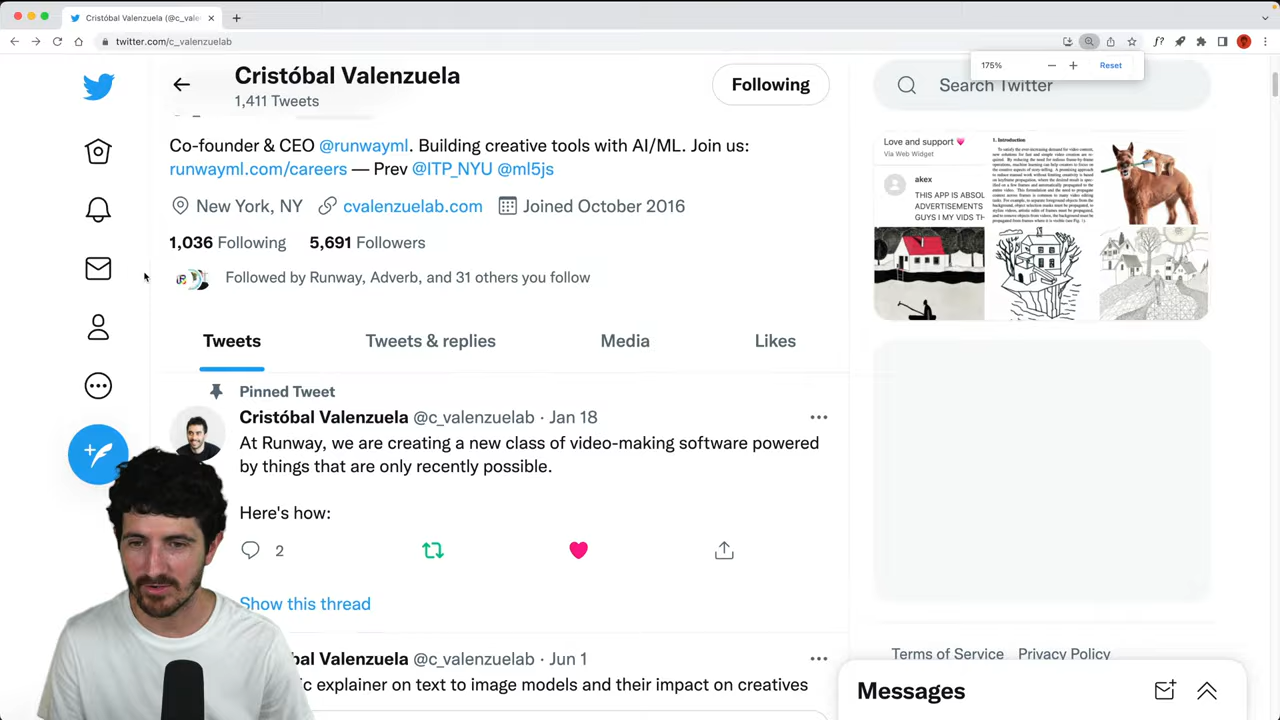 Cristóbal Valenzuela (@c_vale
twitter.com/c_valenzuelab
175%
Reset
Cristóbal Valenzuela
1,411 Tweets
Following
Search Twitter
Co-founder & CEO @runwayml. Building creative tools with AI/ML. Join us:
runwayml.com/careers — Prev @ITP_NYU @ml5js
New York, NY cvalenzuelab.com Joined October 2016
1,036 Following 5,691 Followers
Followed by Runway, Adverb, and 31 others you follow
Tweets Tweets & replies Media Likes
Pinned Tweet
Cristóbal Valenzuela @c_valenzuelab · Jan 18
At Runway, we are creating a new class of video-making software powered
by things that are only recently possible.
Here's how:
2
Show this thread
bal Valenzuela @c_valenzuelab · Jun 1
ic explainer on text to image models and their impact on creatives
Love and support
Via Web Widget
akex
THIS APP IS ABSOL
ADVERTISEMENTS
GUYS I MY VIDS TH
1. Introduction
Terms of Service Privacy Policy
Messages